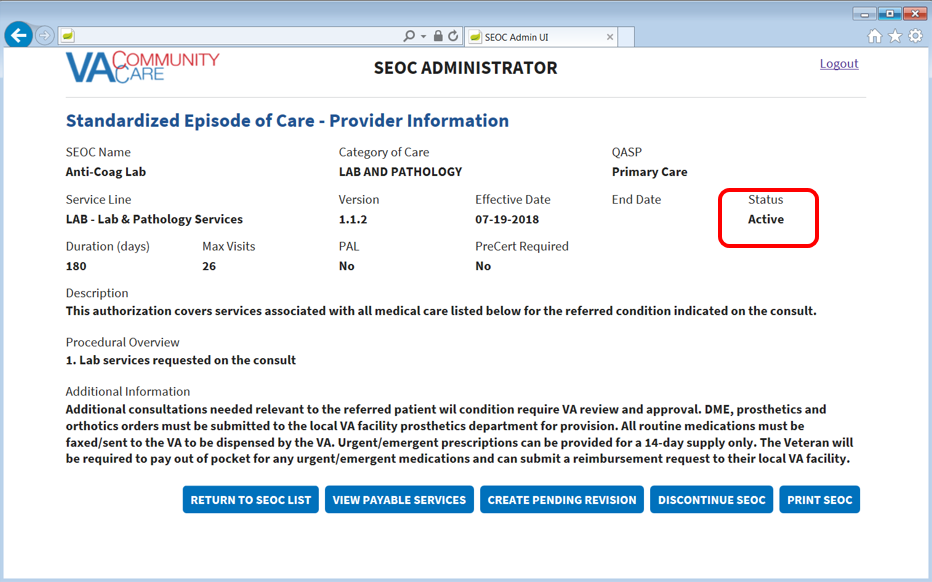 SEOC Admin UI
VA COMMUNITY CARE
SEOC ADMINISTRATOR
Logout
Standardized Episode of Care - Provider Information
SEOC Name Category of Care QASP
Anti-Coag Lab LAB AND PATHOLOGY Primary Care
Service Line Version Effective Date End Date Status
LAB - Lab & Pathology Services 1.1.2 07-19-2018 Active
Duration (days) Max Visits PAL PreCert Required
180 26 No No
Description
This authorization covers services associated with all medical care listed below for the referred condition indicated on the consult.
Procedural Overview
1. Lab services requested on the consult
Additional Information
Additional consultations needed relevant to the referred patient wil condition require VA review and approval. DME, prosthetics and
orthotics orders must be submitted to the local VA facility prosthetics department for provision. All routine medications must be
faxed/sent to the VA to be dispensed by the VA. Urgent/emergent prescriptions can be provided for a 14-day supply only. The Veteran will
be required to pay out of pocket for any urgent/emergent medications and can submit a reimbursement request to their local VA facility.
RETURN TO SEOC LIST VIEW PAYABLE SERVICES CREATE PENDING REVISION DISCONTINUE SEOC PRINT SEOC